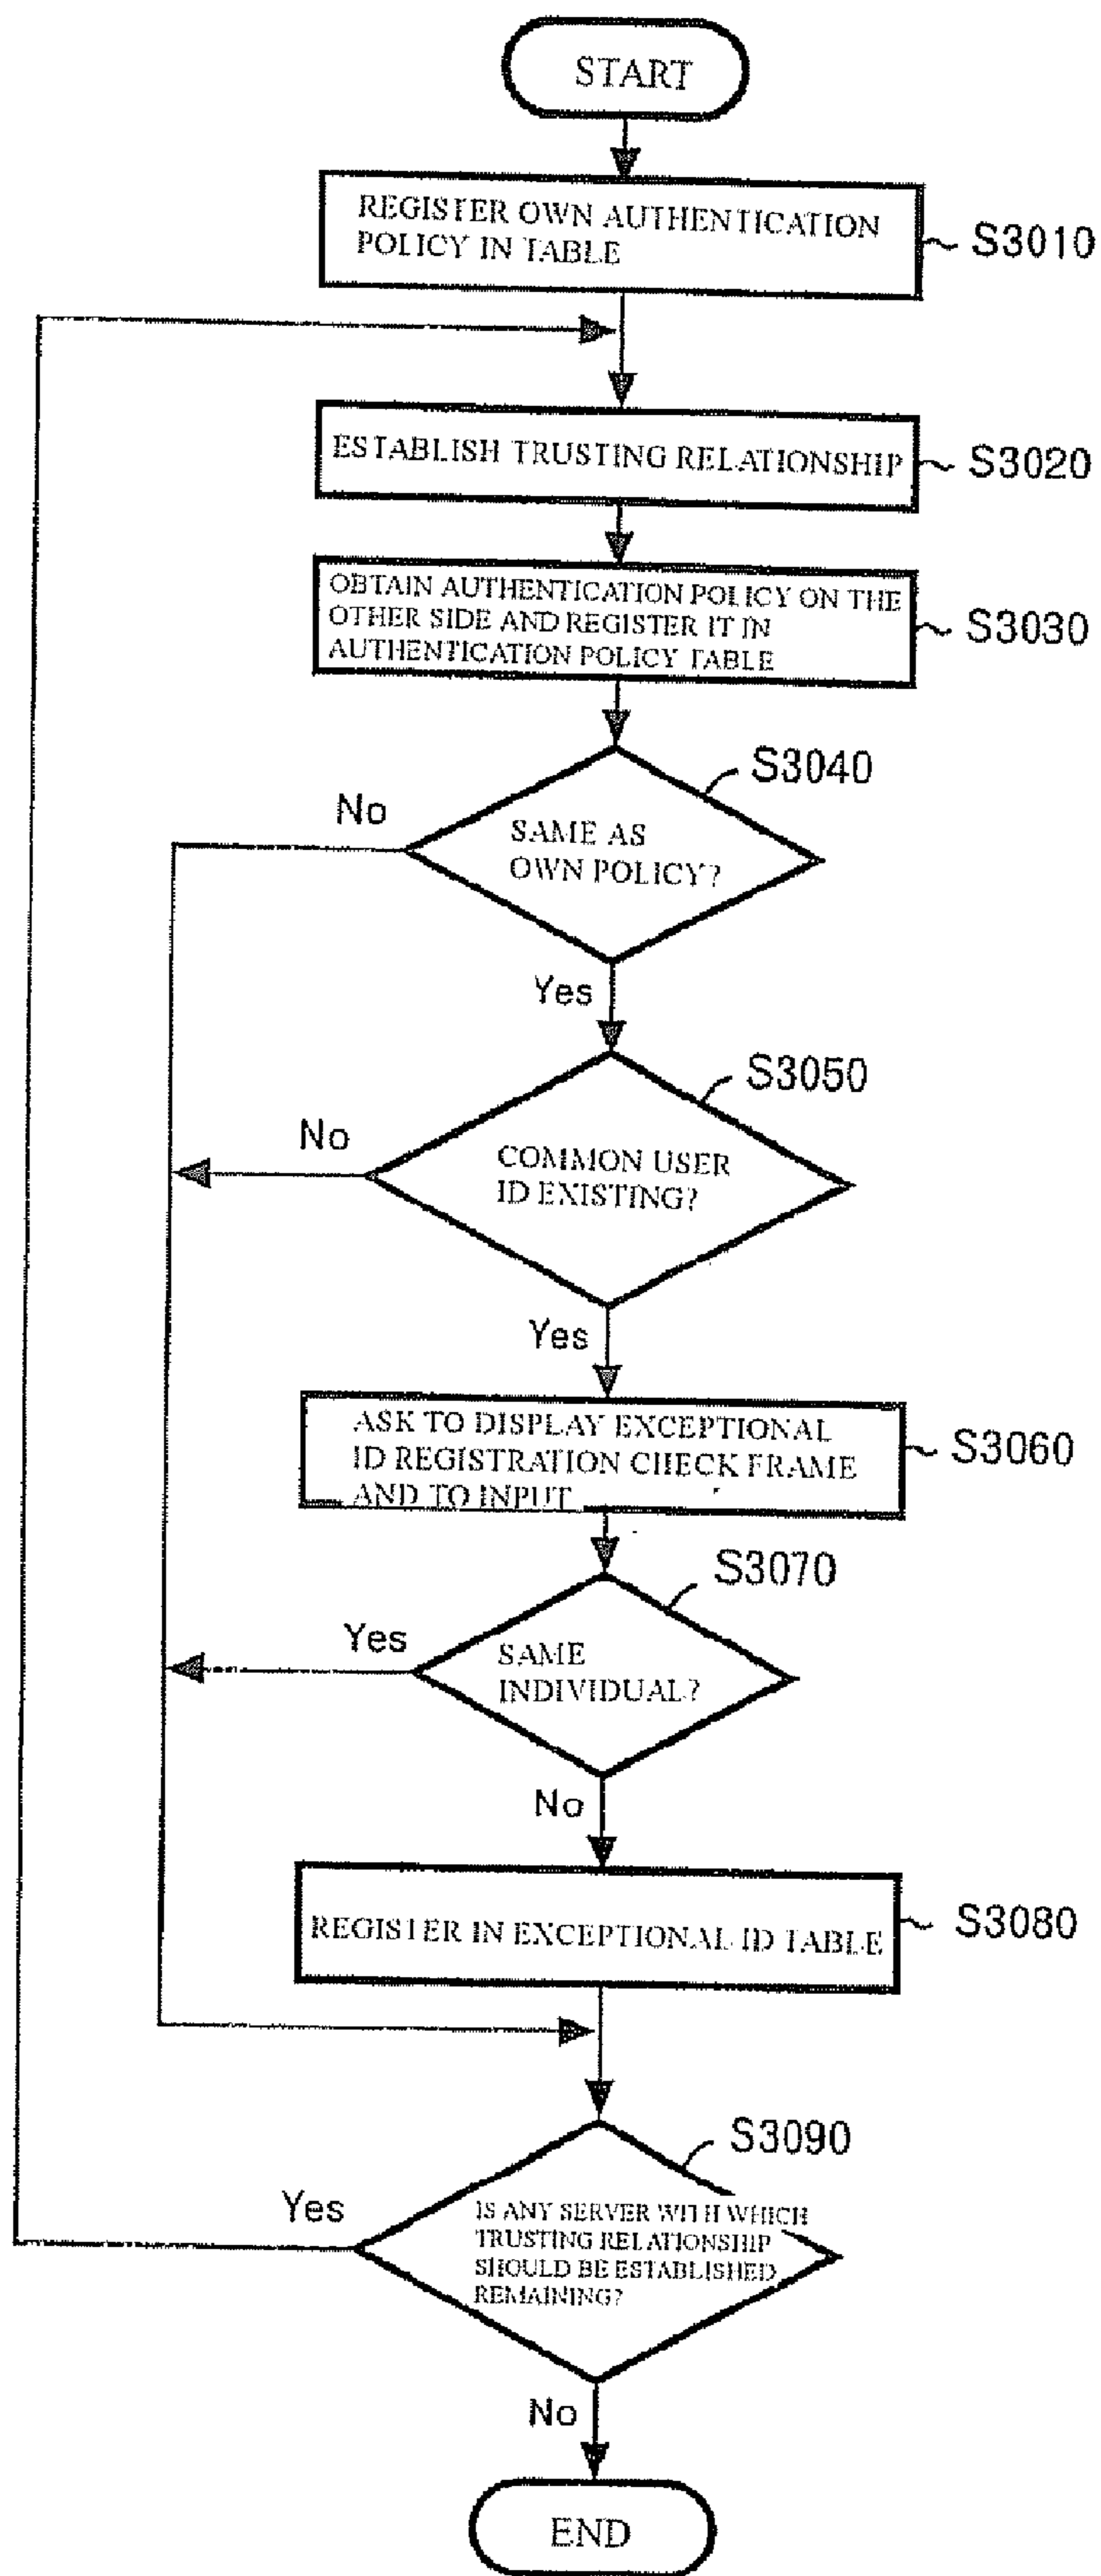 START
REGISTER OWN AUTHENTICATION
POLICY IN TABLE
S3010
ESTABLISH TRUSTING RELATIONSHIP
S3020
OBTAIN AUTHENTICATION POLICY ON THE
OTHER SIDE AND REGISTER IT IN
AUTHENTICATION POLICY TABLE
S3030
S3040
No
SAME AS
OWN POLICY?
Yes
S3050
No
COMMON USER
ID EXISTING?
Yes
ASK TO DISPLAY EXCEPTIONAL
ID REGISTRATION CHECK FRAME
AND TO INPUT
S3060
S3070
Yes
SAME
INDIVIDUAL?
No
REGISTER IN EXCEPTIONAL ID TABLE
S3080
S3090
Yes
IS ANY SERVER WITH WHICH
TRUSTING RELATIONSHIP
SHOULD BE ESTABLISHED
REMAINING?
No
END